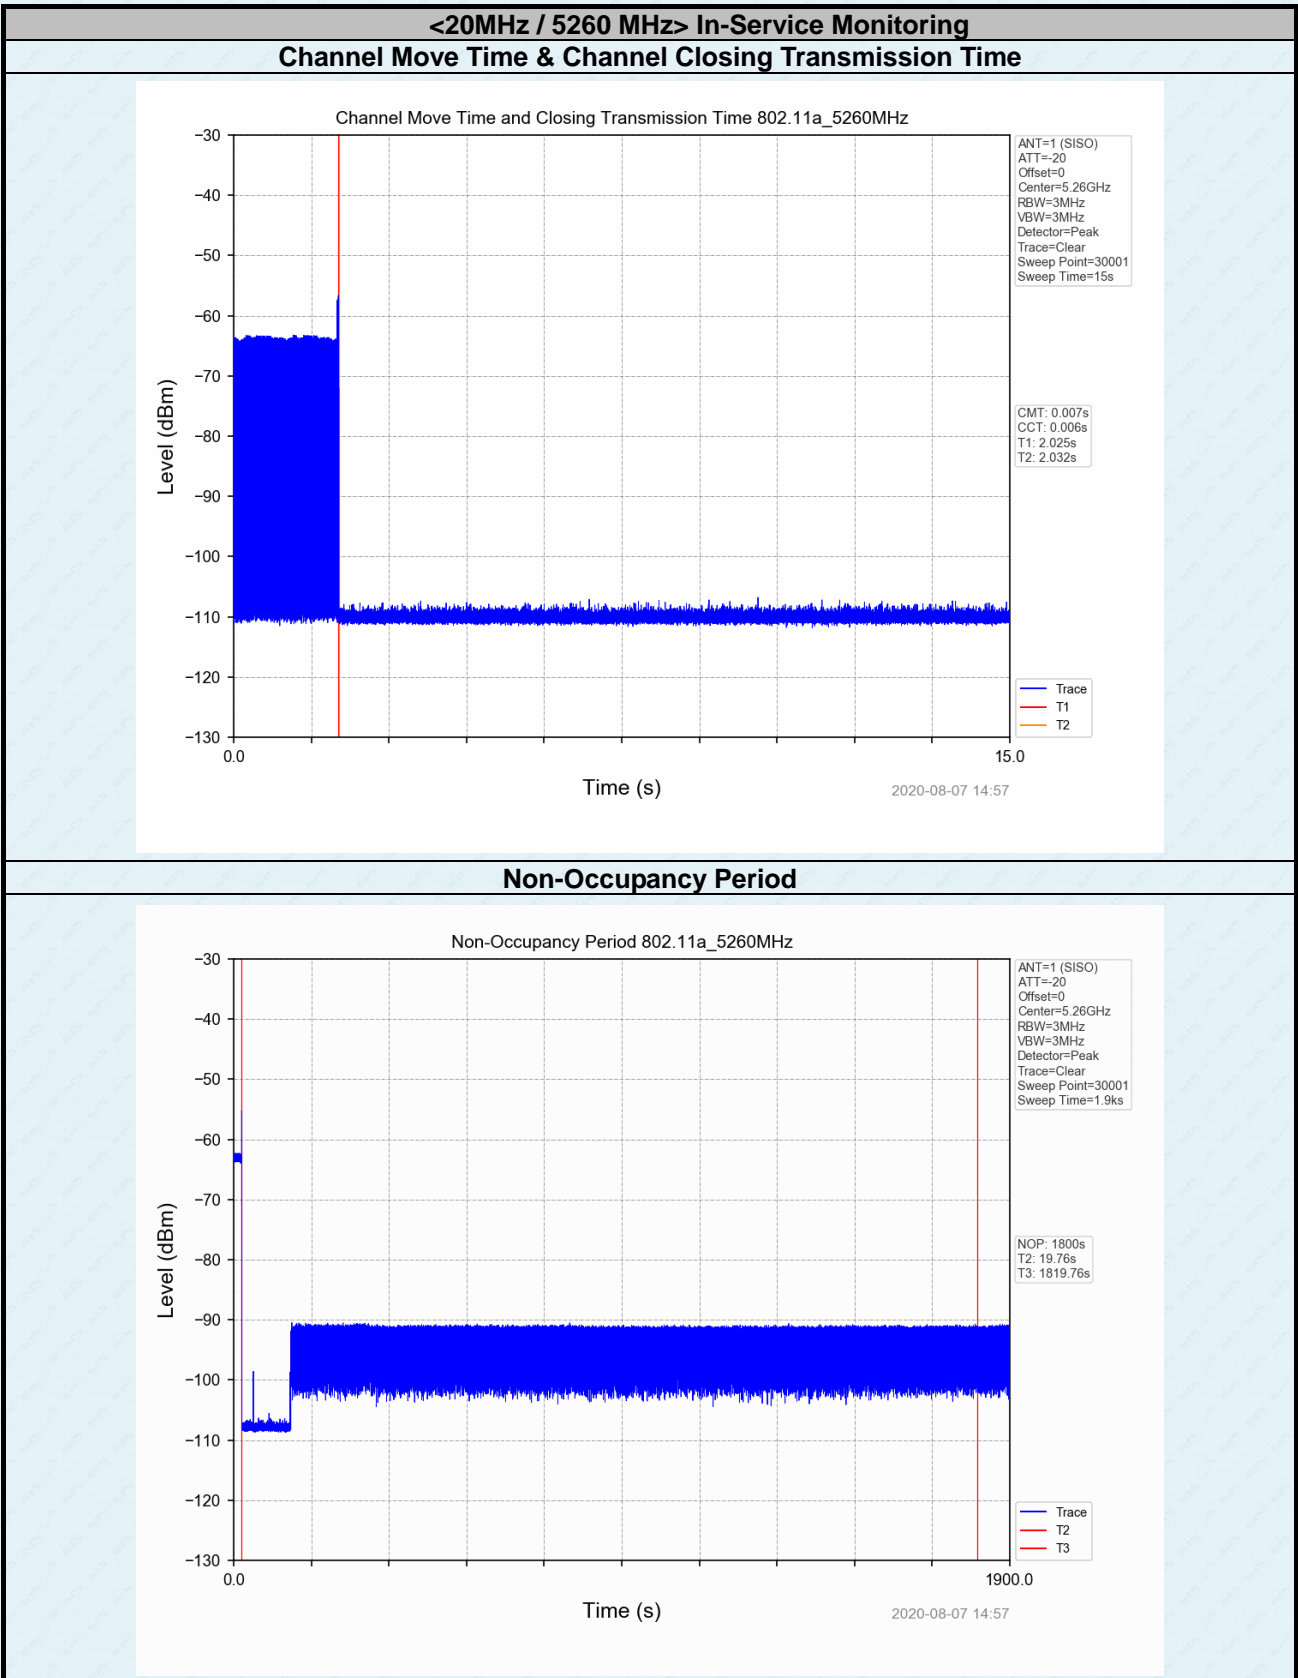 <20MHz / 5260 MHz> In-Service Monitoring
Channel Move Time & Channel Closing Transmission Time
Channel Move Time and Closing Transmission Time 802.11a_5260MHz
−30
−40
−50
−60
−70
−80
−90
−100
−110
−120
−130
Level (dBm)
0.0
15.0
Time (s)
2020-08-07 14:57
ANT=1 (SISO)
ATT=-20
Offset=0
Center=5.26GHz
RBW=3MHz
VBW=3MHz
Detector=Peak
Trace=Clear
Sweep Point=30001
Sweep Time=15s
CMT: 0.007s
CCT: 0.006s
T1: 2.025s
T2: 2.032s
Trace
T1
T2
Non-Occupancy Period
Non-Occupancy Period 802.11a_5260MHz
−30
−40
−50
−60
−70
−80
−90
−100
−110
−120
−130
Level (dBm)
0.0
1900.0
Time (s)
2020-08-07 14:57
ANT=1 (SISO)
ATT=-20
Offset=0
Center=5.26GHz
RBW=3MHz
VBW=3MHz
Detector=Peak
Trace=Clear
Sweep Point=30001
Sweep Time=1.9ks
NOP: 1800s
T2: 19.76s
T3: 1819.76s
Trace
T2
T3